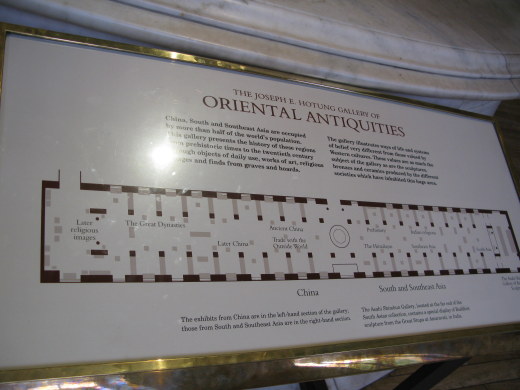 THE JOSEPH E. HOTUNG GALLERY OF
ORIENTAL ANTIQUITIES
China, South and Southeast Asia are occupied
by more than half of the world's population.
This gallery presents the history of these regions
from prehistoric times to the twentieth century
through objects of daily use, works of art, religious
images and finds from graves and hoards.
The gallery illustrates ways of life and systems
of belief very different from those valued by
Western cultures. These values are as much the
subject of the gallery as are the sculptures,
bronzes and ceramics produced by the different
societies which have inhabited this huge area.
Later
religious
images
The Great Dynasties
Later China
Ancient China
Trade with the
Outside World
Prehistory
Southeast Asia
China
South and Southeast Asia
The exhibits from China are in the left-hand section of the gallery,
those from South and Southeast Asia are in the right-hand section.
The Asahi Shimbun Gallery, located at the far end of the
South Asian collection, contains a special display of Buddhist
sculpture from the Great Stupa at Amaravati, in India.